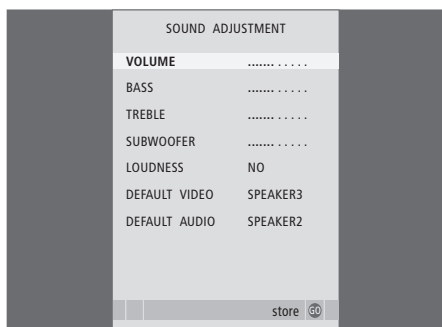 SOUND ADJUSTMENT
VOLUME ....... . . . . .
BASS ....... . . . . .
TREBLE ....... . . . . .
SUBWOOFER ....... . . . . .
LOUDNESS NO
DEFAULT VIDEO SPEAKER3
DEFAULT AUDIO SPEAKER2
store GO